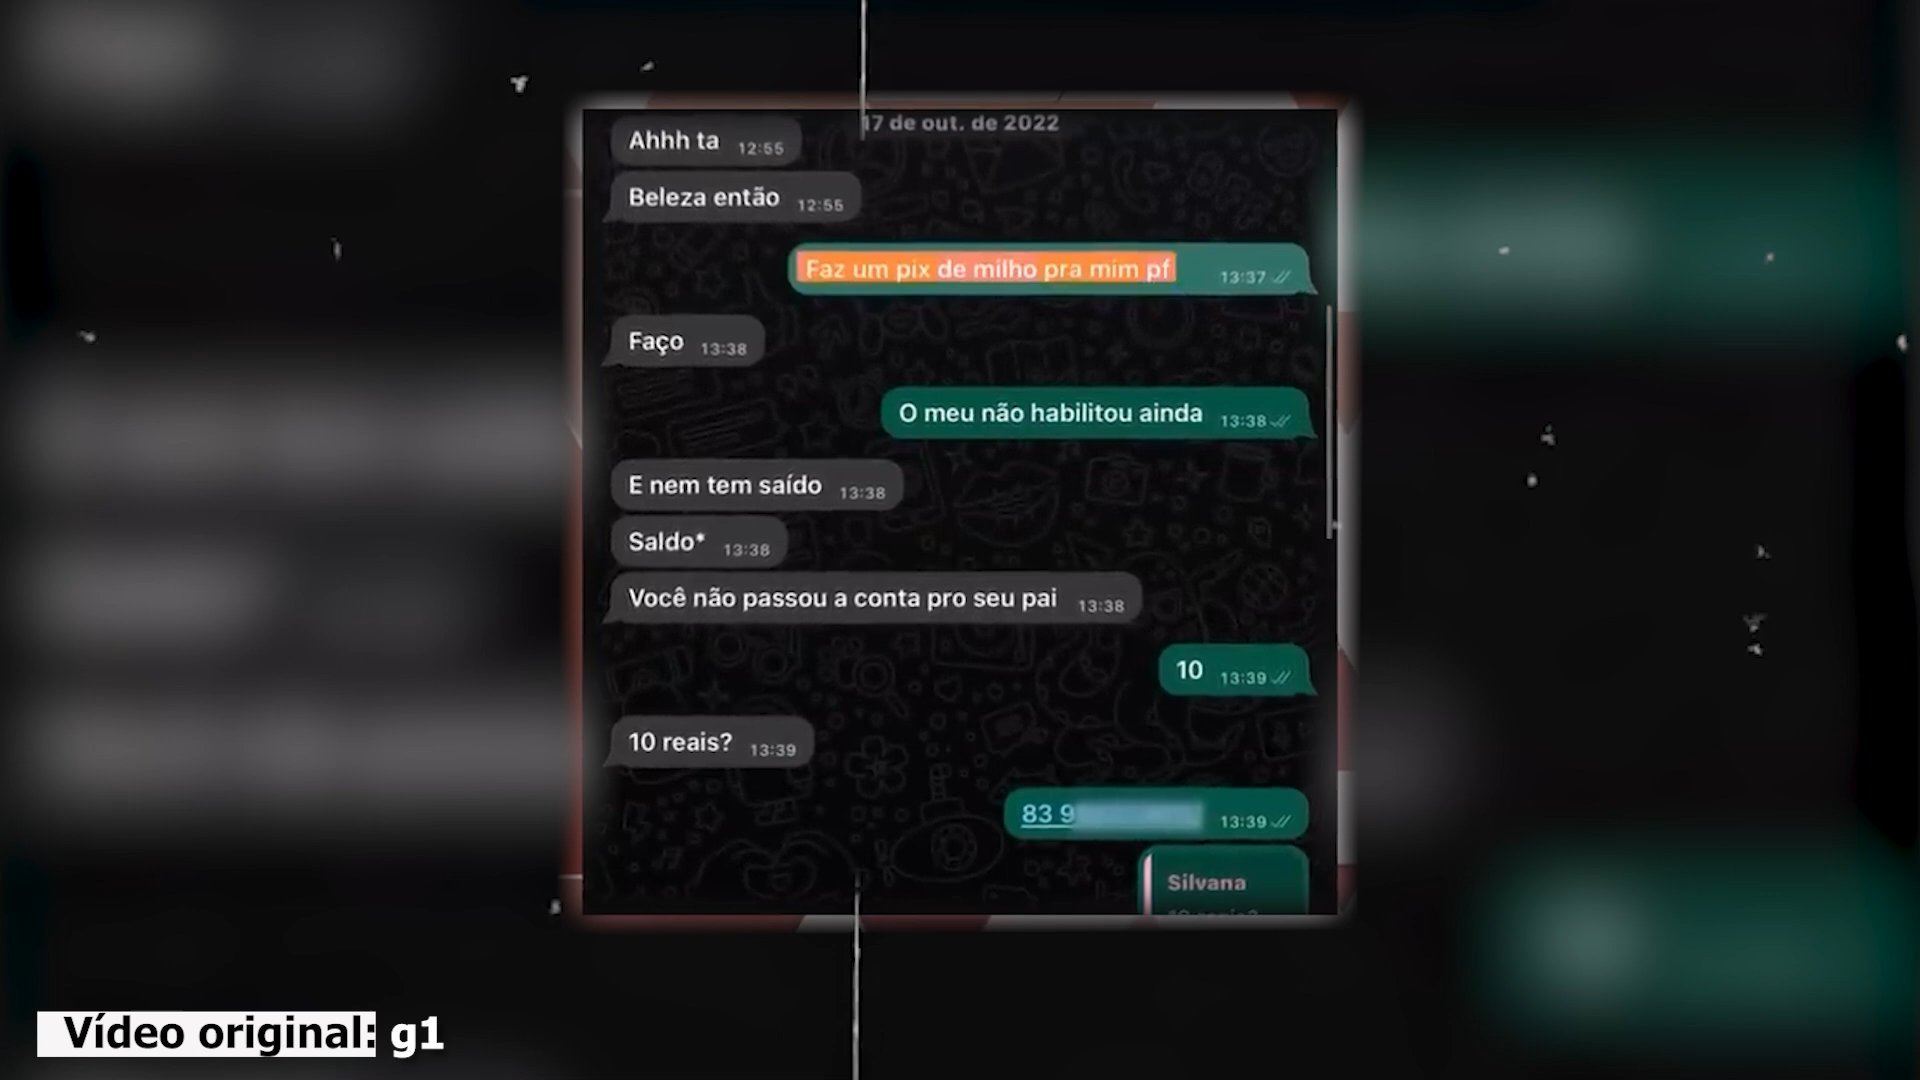 17 de out. de 2022
Ahhh ta 12:55
Beleza então 12:55
Faz um pix de milho pra mim pf 13:37
Faço 13:38
O meu não habilitou ainda 13:38
E nem tem saído 13:38
Saldo* 13:38
Você não passou a conta pro seu pai 13:38
10 13:39
10 reais? 13:39
83 9 13:39
Silvana
Vídeo original: g1